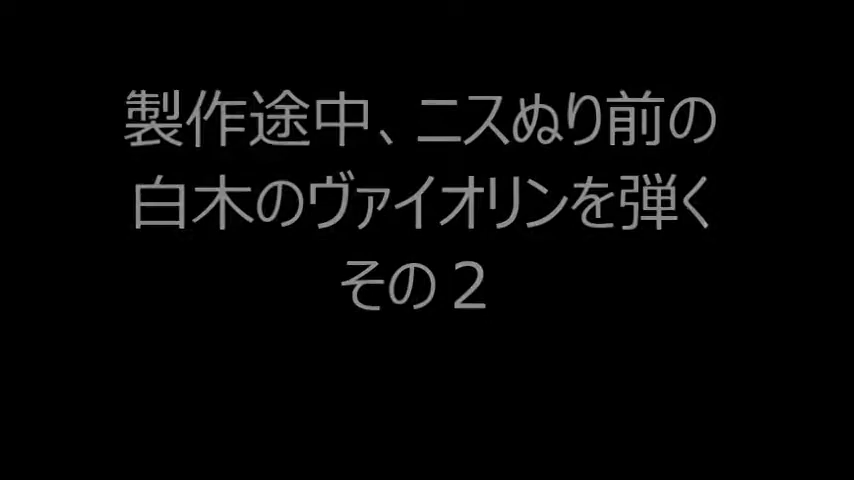 製作途中、ニスぬり前の
白木のヴァイオリンを弾く
その２